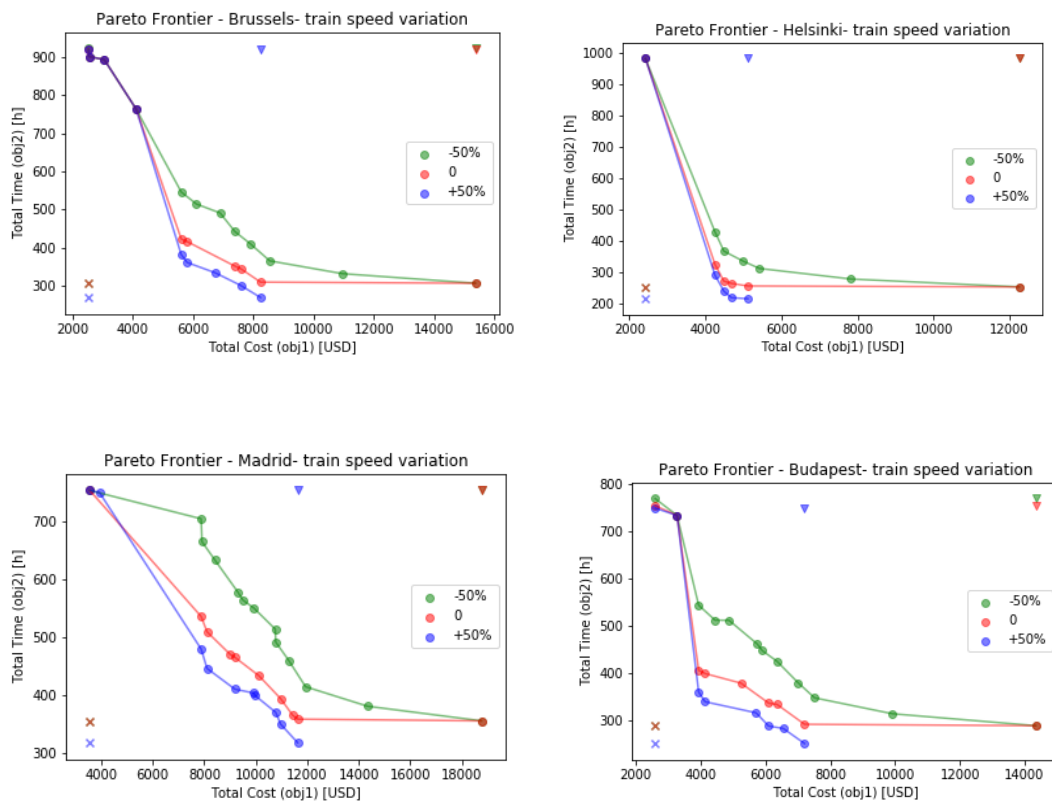 Pareto Frontier - Brussels- train speed variation
900
800
700
600
500
400
300
Total Time (obj2) [h]
-50%
0
+50%
2000 4000 6000 8000 10000 12000 14000 16000
Total Cost (obj1) [USD]
Pareto Frontier - Helsinki- train speed variation
1000
900
800
700
600
500
400
300
200
Total Time (obj2) [h]
-50%
0
+50%
2000 4000 6000 8000 10000 12000
Total Cost (obj1) [USD]
Pareto Frontier - Madrid- train speed variation
700
600
500
400
300
Total Time (obj2) [h]
-50%
0
+50%
4000 6000 8000 10000 12000 14000 16000 18000
Total Cost (obj1) [USD]
Pareto Frontier - Budapest- train speed variation
800
700
600
500
400
300
Total Time (obj2) [h]
-50%
0
+50%
2000 4000 6000 8000 10000 12000 14000
Total Cost (obj1) [USD]